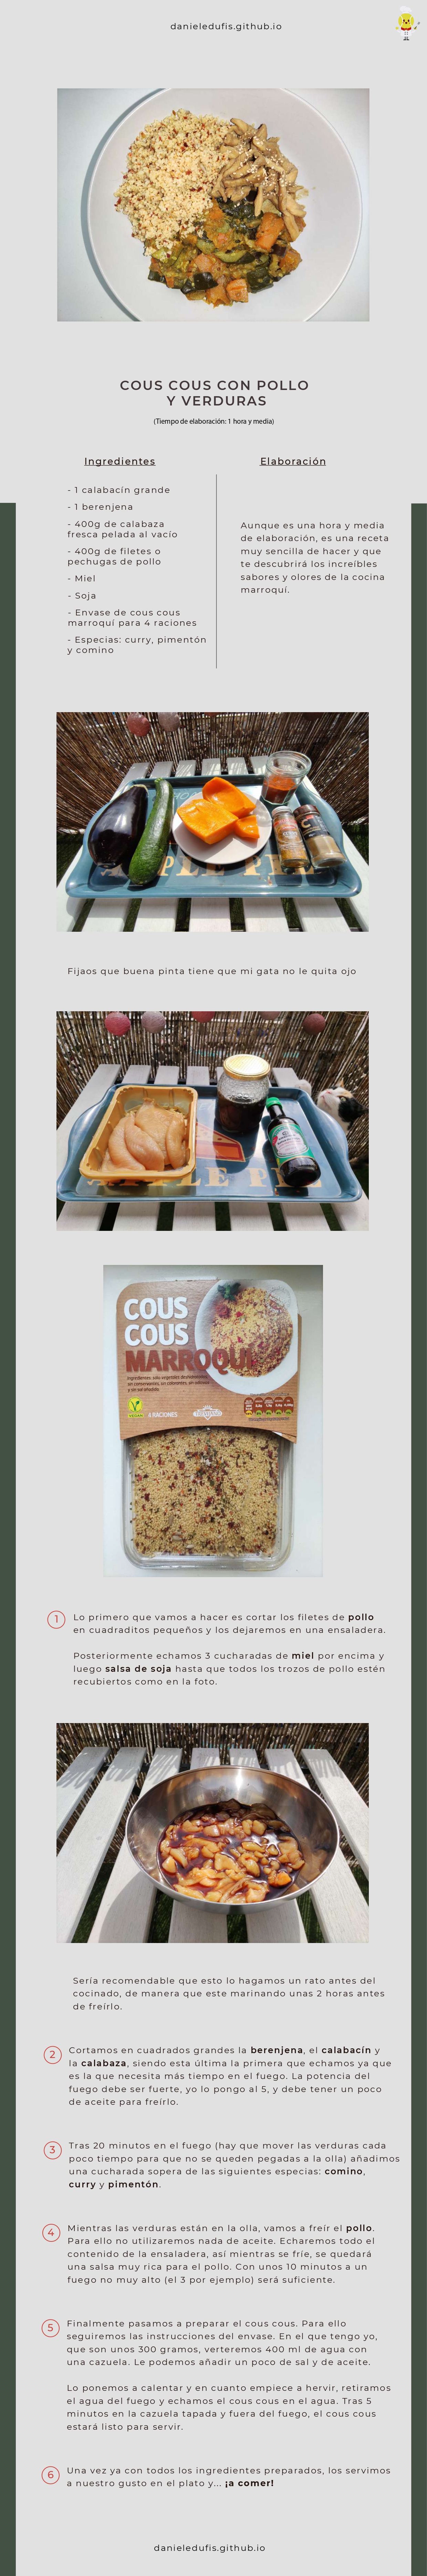 danieledufis.github.io
COUS COUS CON POLLO
Y VERDURAS
(Tiempo de elaboración: 1 hora y media)
Ingredientes
- 1 calabacín grande
- 1 berenjena
- 400g de calabaza
fresca pelada al vacío
- 400g de filetes o
pechugas de pollo
- Miel
- Soja
- Envase de cous cous
marroquí para 4 raciones
- Especias: curry, pimentón
y comino
Elaboración
Aunque es una hora y media
de elaboración, es una receta
muy sencilla de hacer y que
te descubrirá los increíbles
sabores y olores de la cocina
marroquí.
Fijaos que buena pinta tiene que mi gata no le quita ojo
COUS
COUS
MARROQUÍ
VEGAN
4 RACIONES
1
Lo primero que vamos a hacer es cortar los filetes de pollo
en cuadraditos pequeños y los dejaremos en una ensaladera.
Posteriormente echamos 3 cucharadas de miel por encima y
luego salsa de soja hasta que todos los trozos de pollo estén
recubiertos como en la foto.
Sería recomendable que esto lo hagamos un rato antes del
cocinado, de manera que este marinando unas 2 horas antes
de freírlo.
2
Cortamos en cuadrados grandes la berenjena, el calabacín y
la calabaza, siendo esta última la primera que echamos ya que
es la que necesita más tiempo en el fuego. La potencia del
fuego debe ser fuerte, yo lo pongo al 5, y debe tener un poco
de aceite para freírlo.
3
Tras 20 minutos en el fuego (hay que mover las verduras cada
poco tiempo para que no se queden pegadas a la olla) añadimos
una cucharada sopera de las siguientes especias: comino,
curry y pimentón.
4
Mientras las verduras están en la olla, vamos a freír el pollo.
Para ello no utilizaremos nada de aceite. Echaremos todo el
contenido de la ensaladera, así mientras se fríe, se quedará
una salsa muy rica para el pollo. Con unos 10 minutos a un
fuego no muy alto (el 3 por ejemplo) será suficiente.
5
Finalmente pasamos a preparar el cous cous. Para ello
seguiremos las instrucciones del envase. En el que tengo yo,
que son unos 300 gramos, verteremos 400 ml de agua con
una cazuela. Le podemos añadir un poco de sal y de aceite.
Lo ponemos a calentar y en cuanto empiece a hervir, retiramos
el agua del fuego y echamos el cous cous en el agua. Tras 5
minutos en la cazuela tapada y fuera del fuego, el cous cous
estará listo para servir.
6
Una vez ya con todos los ingredientes preparados, los servimos
a nuestro gusto en el plato y... ¡a comer!
danieledufis.github.io